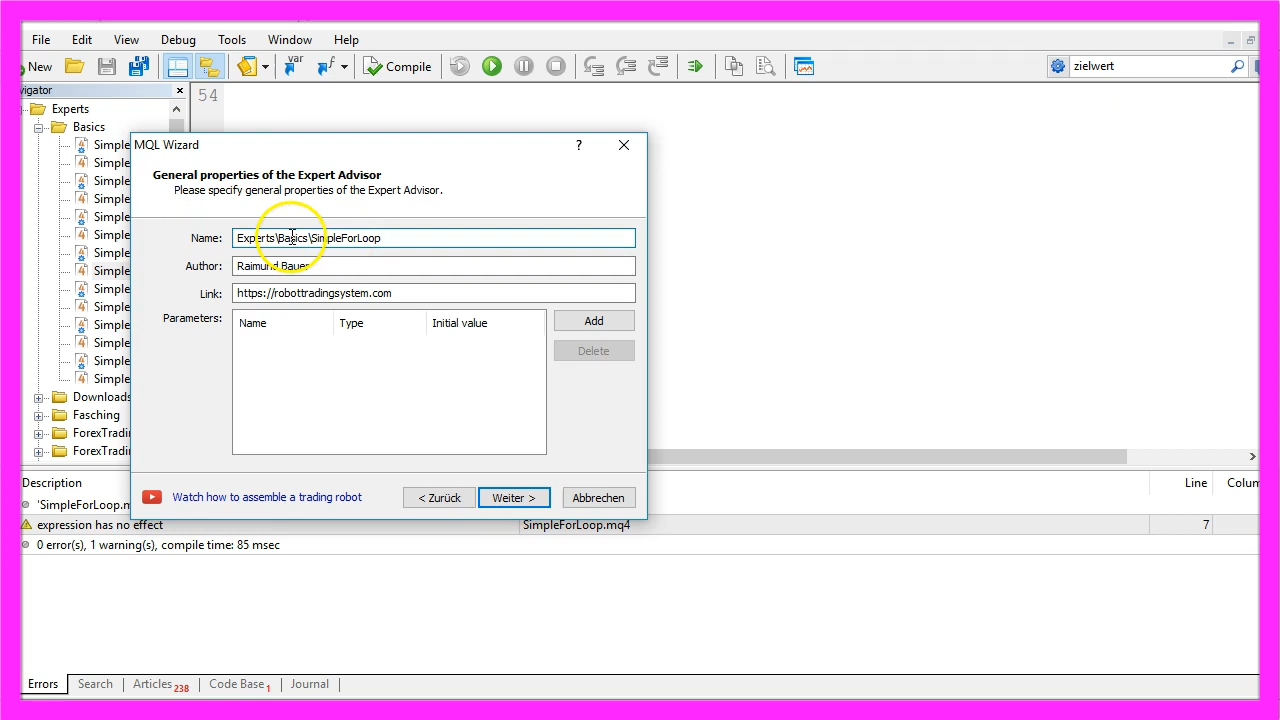 File Edit View Debug Tools Window Help
New Compile zielwert
vigator
54
Experts
Basics
Simple
Simple
Simple
Simple
Simple
Simple
Simple
Simple
Simple
Simple
Simple
Simple
Simple
Simple
Downloads
Fasching
ForexTradin
ForexTradin
MQL Wizard
General properties of the Expert Advisor
Please specify general properties of the Expert Advisor.
Name: Experts\Basics\SimpleForLoop
Author: Raimund Bauer
Link: https://robottradingsystem.com
Parameters: Name Type Initial value
Add
Delete
Watch how to assemble a trading robot < Zurück Weiter > Abbrechen
Description Line Colum
'SimpleForLoop.m
expression has no effect SimpleForLoop.mq4 7
0 error(s), 1 warning(s), compile time: 85 msec
Errors Search Articles 238 Code Base 1 Journal